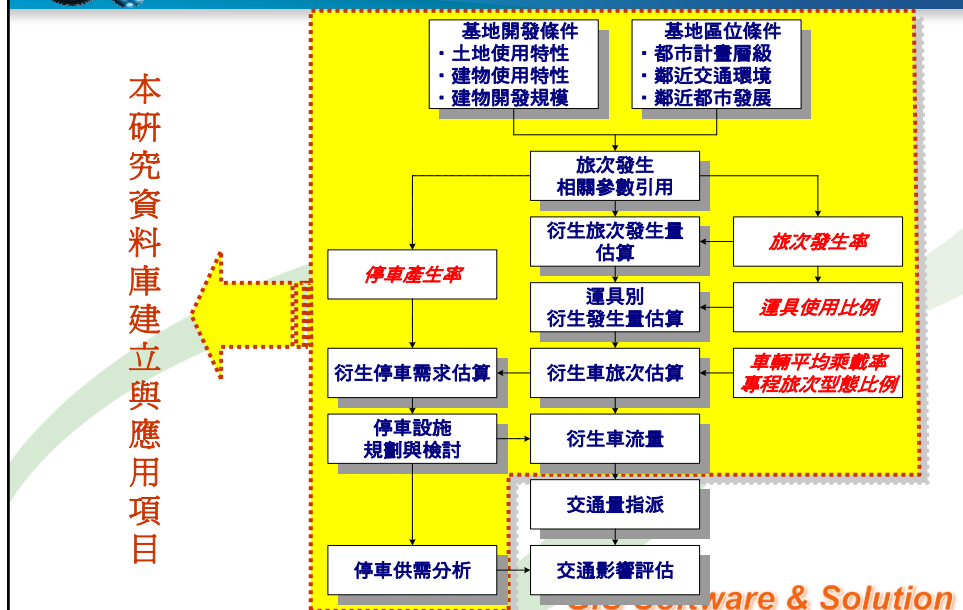 本研究資料庫建立與應用項目
基地開發條件
・土地使用特性
・建物使用特性
・建物開發規模
基地區位條件
・都市計畫層級
・鄰近交通環境
・鄰近都市發展
旅次發生
相關參數引用
衍生旅次發生量
估算
旅次發生率
停車產生率
運具別
衍生發生量估算
運具使用比例
衍生停車需求估算
衍生車旅次估算
車輛平均乘載率
專程旅次型態比例
停車設施
規劃與檢討
衍生車流量
交通量指派
停車供需分析
交通影響評估
GIS Software & Solution